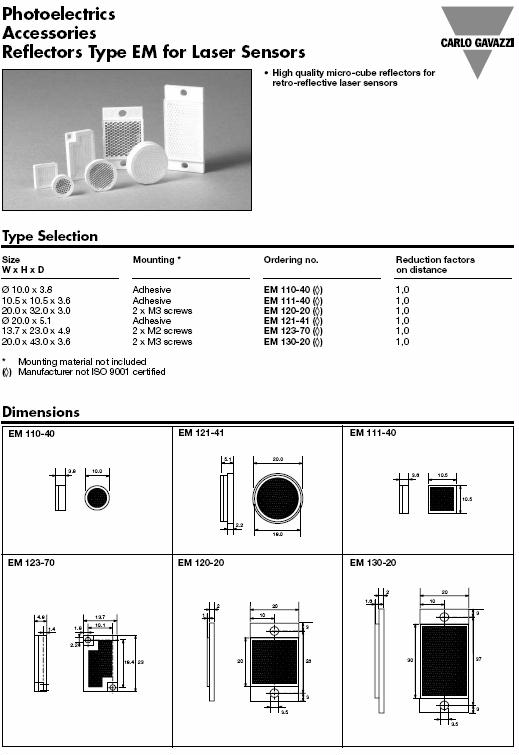 Photoelectrics
Accessories
Reflectors Type EM for Laser Sensors
CARLO GAVAZZI
• High quality micro-cube reflectors for
retro-reflective laser sensors
Type Selection
Size Mounting * Ordering no. Reduction factors
W x H x D on distance
Ø 10.0 x 3.8 Adhesive EM 110-40 (◊) 1,0
10.5 x 10.5 x 3.6 Adhesive EM 111-40 (◊) 1,0
20.0 x 32.0 x 3.0 2 x M3 screws EM 120-20 (◊) 1,0
Ø 20.0 x 5.1 Adhesive EM 121-41 (◊) 1,0
13.7 x 23.0 x 4.9 2 x M2 screws EM 123-70 (◊) 1,0
20.0 x 43.0 x 3.6 2 x M3 screws EM 130-20 (◊) 1,0
* Mounting material not included
(◊) Manufacturer not ISO 9001 certified
Dimensions
EM 110-40
3.8 10.0
EM 121-41
5.1 20.0
2.2
18.0
EM 111-40
3.6 10.5
10.5
EM 123-70
4.9 13.7
1.4 1.6 10.1
18.4 23
EM 120-20
2 20
1 10
3
20
3
3.5
EM 130-20
2 20
1.6 10
3
30 37
3
3.5